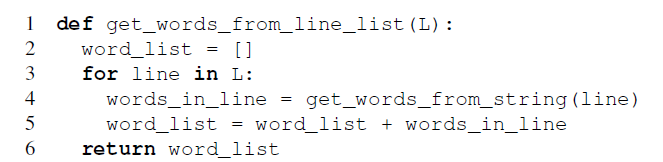 1 def get_words_from_line_list(L):
2   word_list = []
3   for line in L:
4     words_in_line = get_words_from_string(line)
5     word_list = word_list + words_in_line
6   return word_list